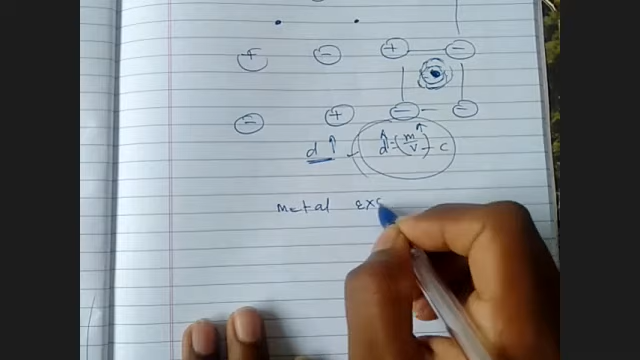 + − + −
− + − − −
d ↑ d↑ = (m↑/v) − c
metal exc